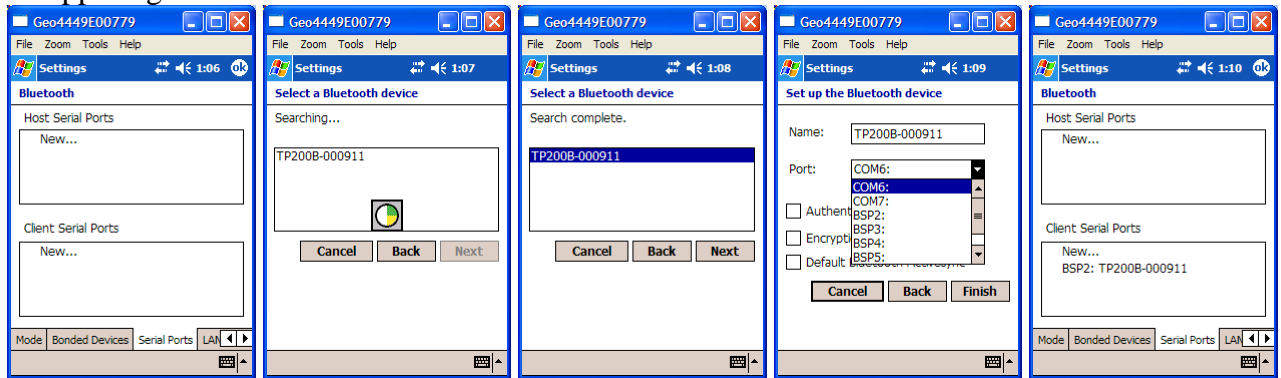 Geo4449E00779
File Zoom Tools Help
Settings 1:06 ok
Bluetooth
Host Serial Ports
New...
Client Serial Ports
New...
Mode Bonded Devices Serial Ports LAN
Geo4449E00779
File Zoom Tools Help
Settings 1:07
Select a Bluetooth device
Searching...
TP200B-000911
Cancel Back Next
Geo4449E00779
File Zoom Tools Help
Settings 1:08
Select a Bluetooth device
Search complete.
TP200B-000911
Cancel Back Next
Geo4449E00779
File Zoom Tools Help
Settings 1:09
Set up the Bluetooth device
Name: TP200B-000911
Port: COM6:
COM6:
COM7:
BSP2:
BSP3:
BSP4:
BSP5:
Authent
Encrypti
Default
Cancel Back Finish
Geo4449E00779
File Zoom Tools Help
Settings 1:10 ok
Bluetooth
Host Serial Ports
New...
Client Serial Ports
New...
BSP2: TP200B-000911
Mode Bonded Devices Serial Ports LAN